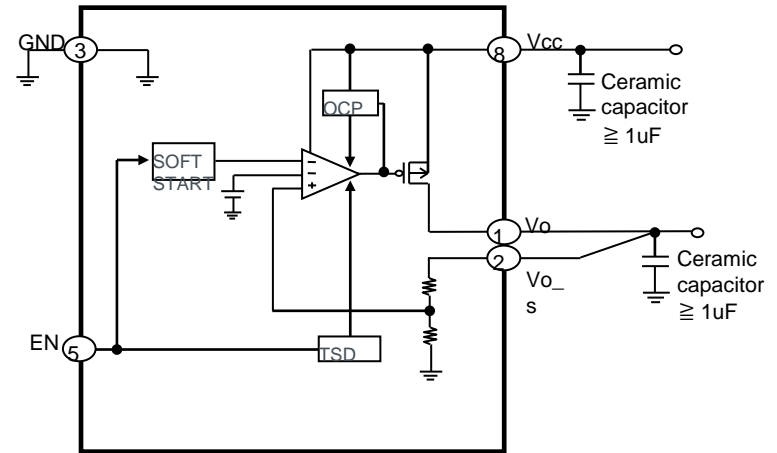 GND
3
8
Vcc
Ceramic
capacitor
≧ 1uF
OCP
SOFT
START
−
−
+
1
Vo
2
Vo_
s
Ceramic
capacitor
≧ 1uF
EN
5
TSD